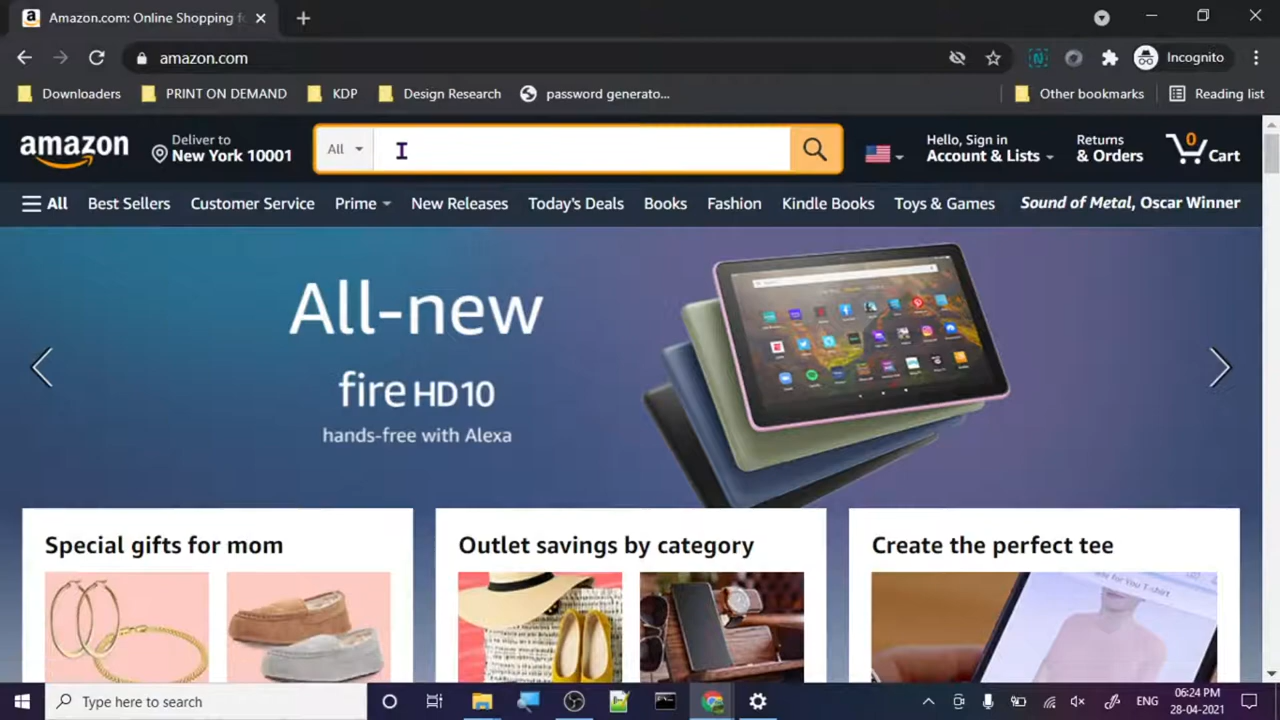 Amazon.com: Online Shopping f
amazon.com
Incognito
Downloaders
PRINT ON DEMAND
KDP
Design Research
password generato...
Other bookmarks
Reading list
amazon
Deliver to
New York 10001
All
Hello, Sign in
Account & Lists
Returns
& Orders
0
Cart
All
Best Sellers
Customer Service
Prime
New Releases
Today's Deals
Books
Fashion
Kindle Books
Toys & Games
Sound of Metal, Oscar Winner
All-new
fire HD10
hands-free with Alexa
Special gifts for mom
Outlet savings by category
Create the perfect tee
Type here to search
ENG
06:24 PM
28-04-2021